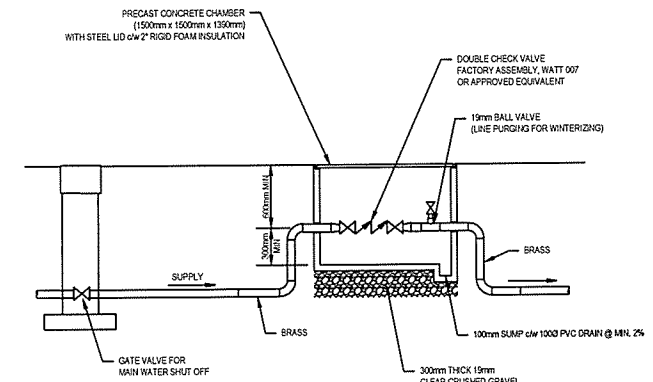 PRECAST CONCRETE CHAMBER
(1500mm x 1500mm x 1390mm)
WITH STEEL LID c/w 2" RIGID FOAM INSULATION
DOUBLE CHECK VALVE
FACTORY ASSEMBLY, WATT 007
OR APPROVED EQUIVALENT
19mm BALL VALVE
(LINE PURGING FOR WINTERIZING)
600mm MIN
300mm
MIN
BRASS
SUPPLY
BRASS
100mm SUMP c/w 100Ø PVC DRAIN @ MIN. 2%
GATE VALVE FOR
MAIN WATER SHUT OFF
300mm THICK 19mm
CLEAR CRUSHED GRAVEL